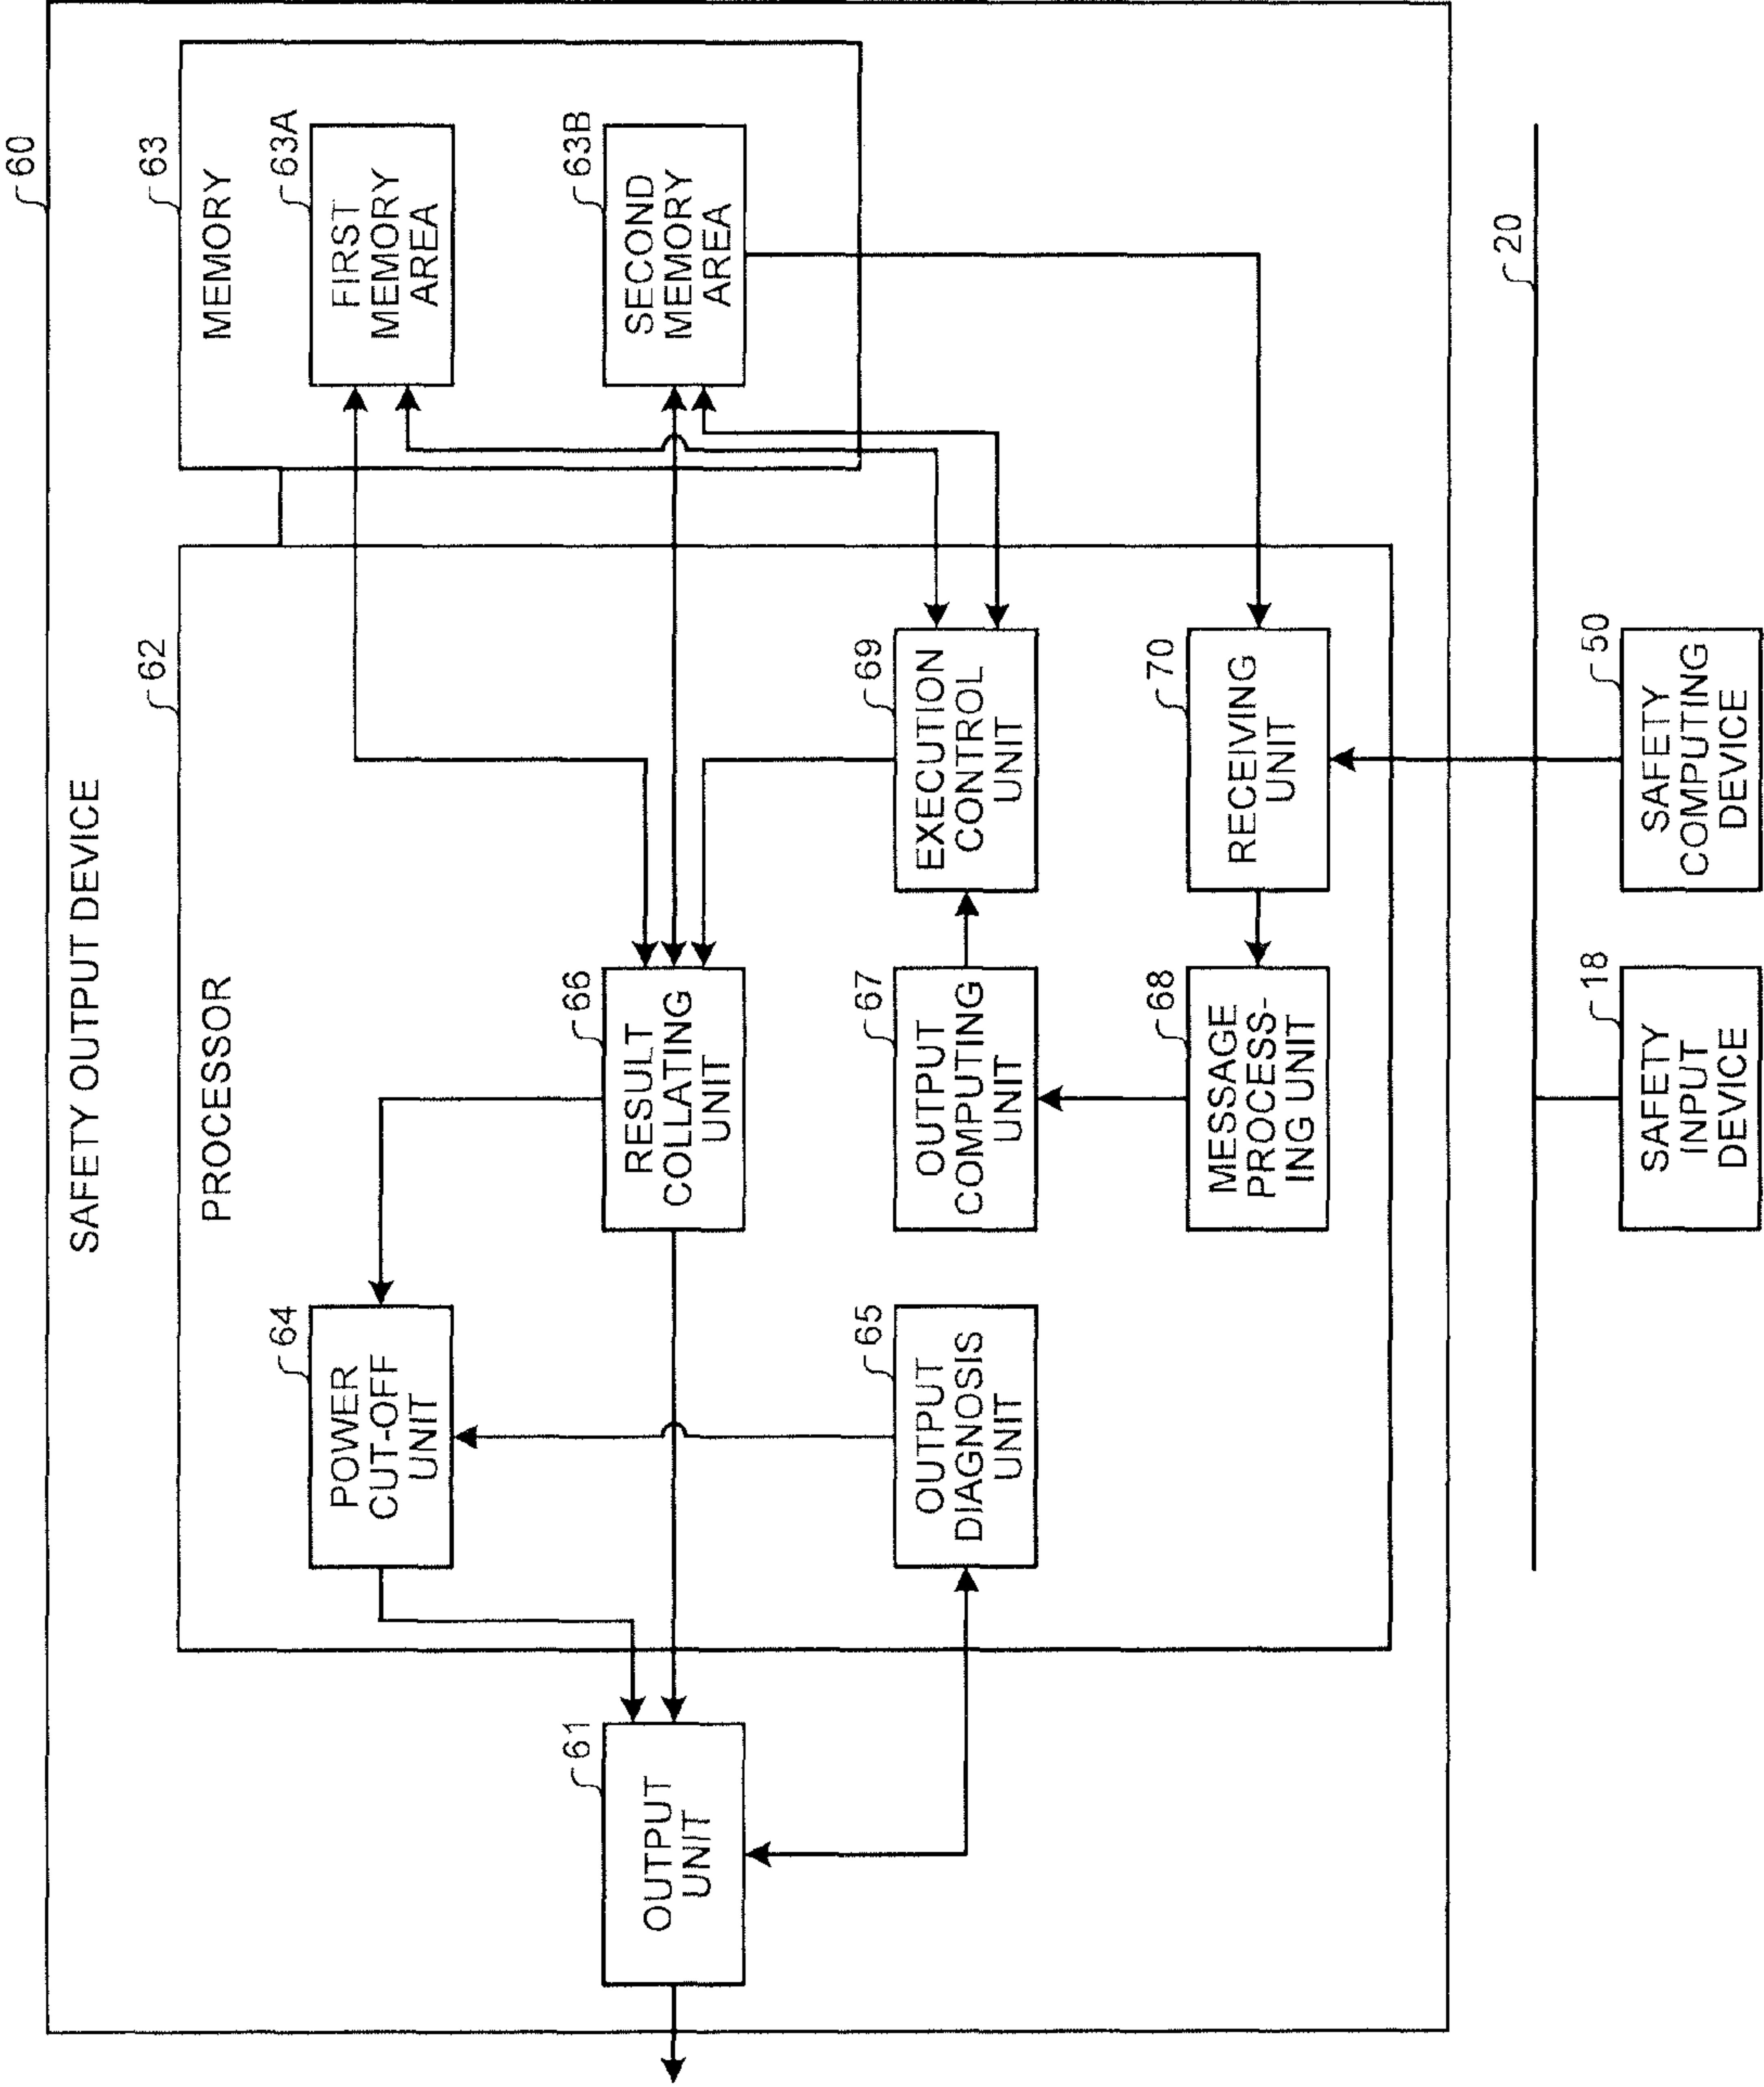 60
SAFETY OUTPUT DEVICE
62
PROCESSOR
63
MEMORY
64
POWER
CUT-OFF
UNIT
63A
FIRST
MEMORY
AREA
61
OUTPUT
UNIT
66
RESULT
COLLATING
UNIT
63B
SECOND
MEMORY
AREA
65
OUTPUT
DIAGNOSIS
UNIT
67
OUTPUT
COMPUTING
UNIT
69
EXECUTION
CONTROL
UNIT
68
MESSAGE
PROCESS-
ING UNIT
70
RECEIVING
UNIT
20
18
SAFETY
INPUT
DEVICE
50
SAFETY
COMPUTING
DEVICE